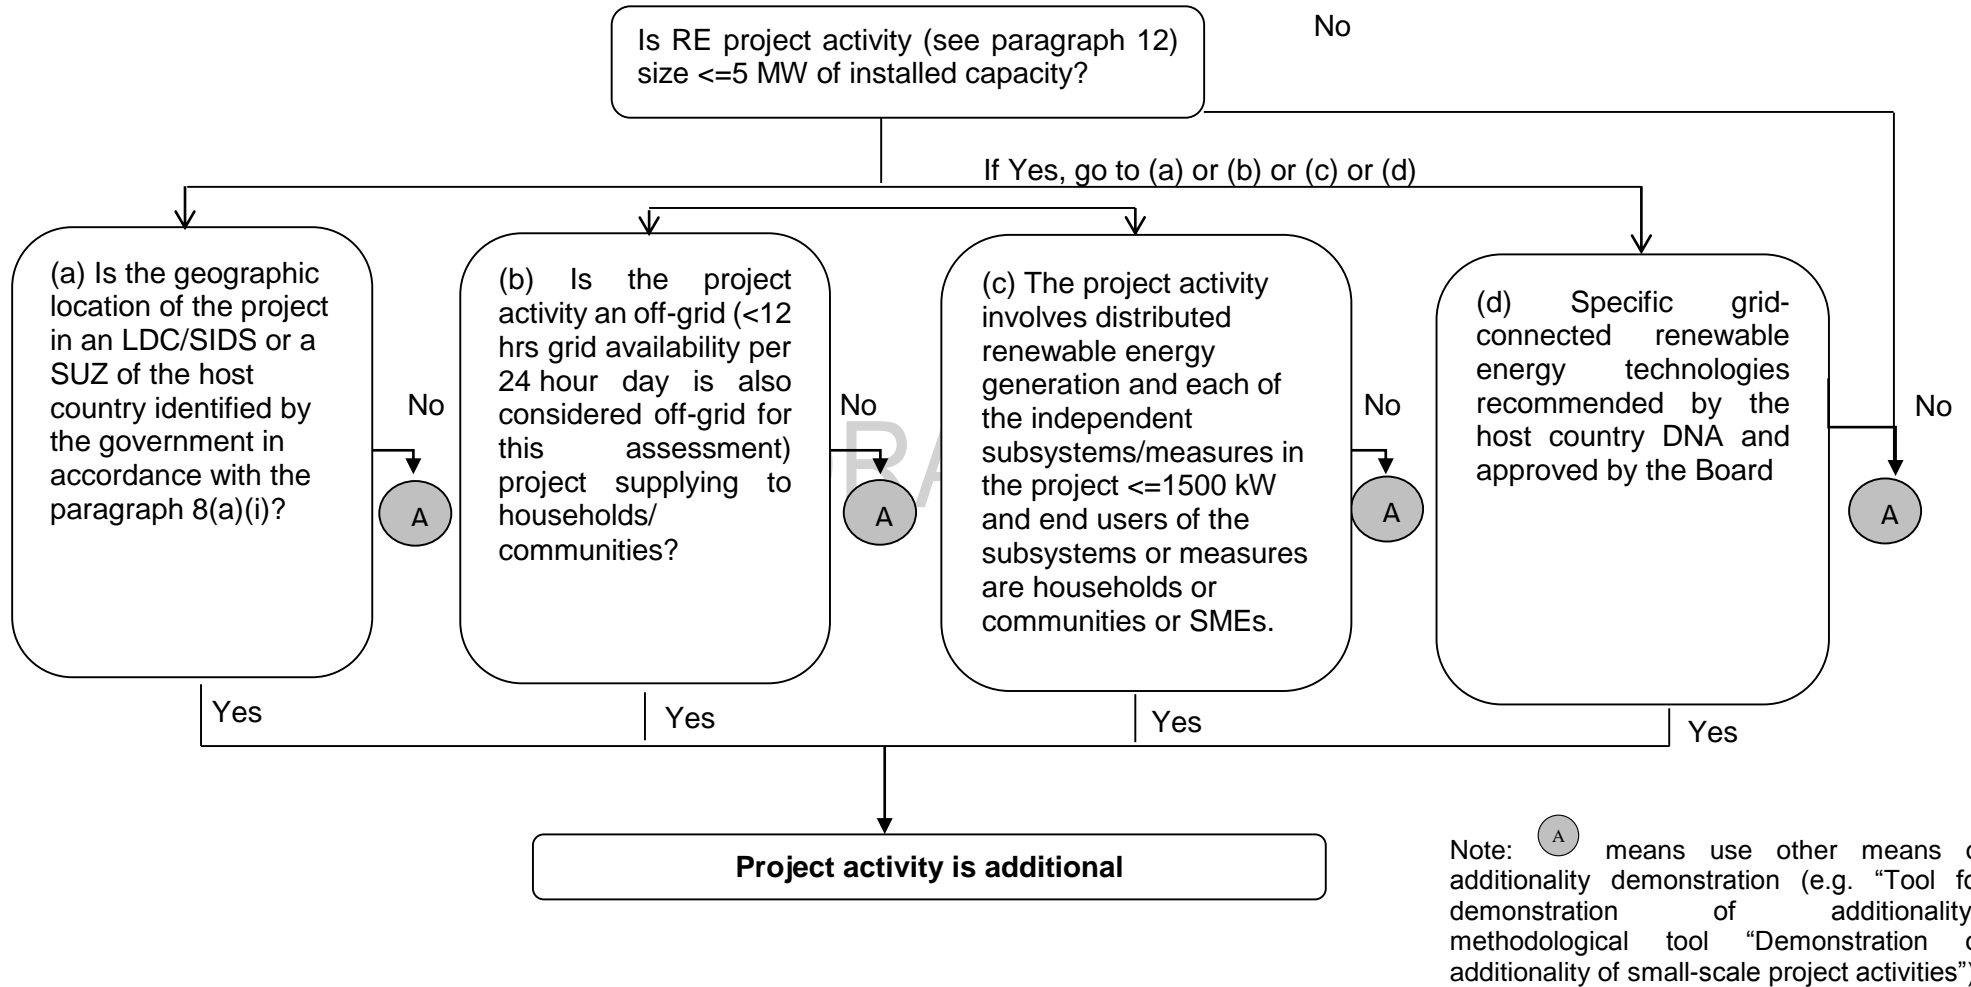 Is RE project activity (see paragraph 12)
size <=5 MW of installed capacity?
No
If Yes, go to (a) or (b) or (c) or (d)
(a) Is the geographic
location of the project
in an LDC/SIDS or a
SUZ of the host
country identified by
the government in
accordance with the
paragraph 8(a)(i)?
No
A
(b) Is the project
activity an off-grid (<12
hrs grid availability per
24 hour day is also
considered off-grid for
this assessment)
project supplying to
households/
communities?
No
A
(c) The project activity
involves distributed
renewable energy
generation and each of
the independent
subsystems/measures in
the project <=1500 kW
and end users of the
subsystems or measures
are households or
communities or SMEs.
No
A
(d) Specific grid-
connected renewable
energy technologies
recommended by the
host country DNA and
approved by the Board
No
A
Yes
Yes
Yes
Yes
Project activity is additional
Note: A means use other means
additionality demonstration (e.g. “Tool
demonstration of additionality
methodological tool “Demonstration
additionality of small-scale project activities”)